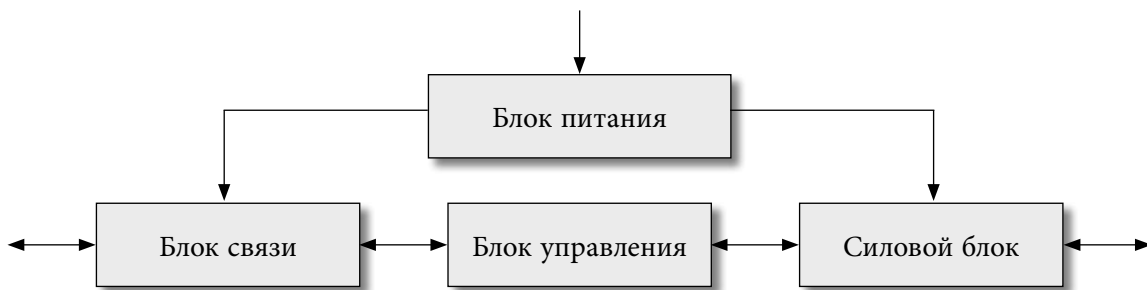 Блок питания
Блок связи
Блок управления
Силовой блок